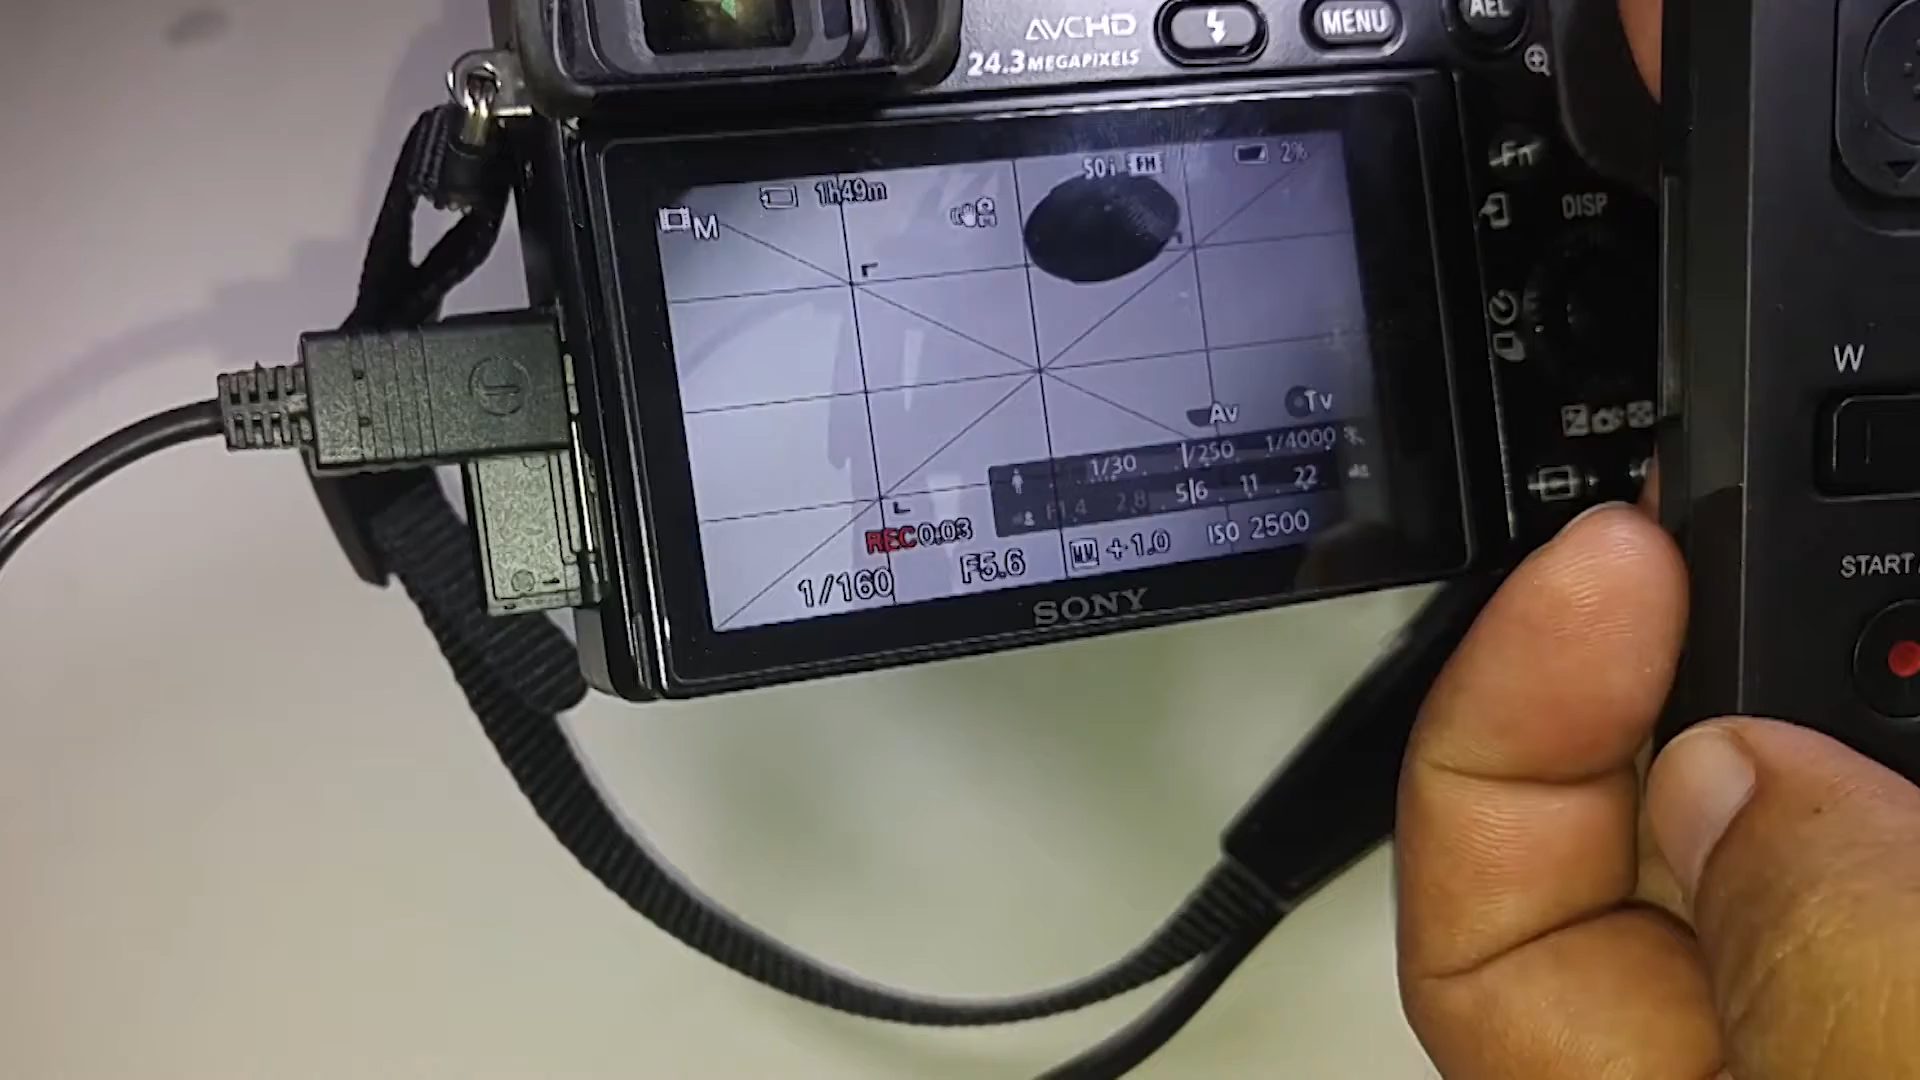 AVCHD
24.3 MEGAPIXELS
MENU
AEL
Fn
DISP
1h49m
50i FH
2%
M
Av
Tv
1/30 1/250 1/4000
F1.4 2.8 5.6 11 22
REC 0:03
1/160
F5.6
+1.0
ISO 2500
SONY
W
START